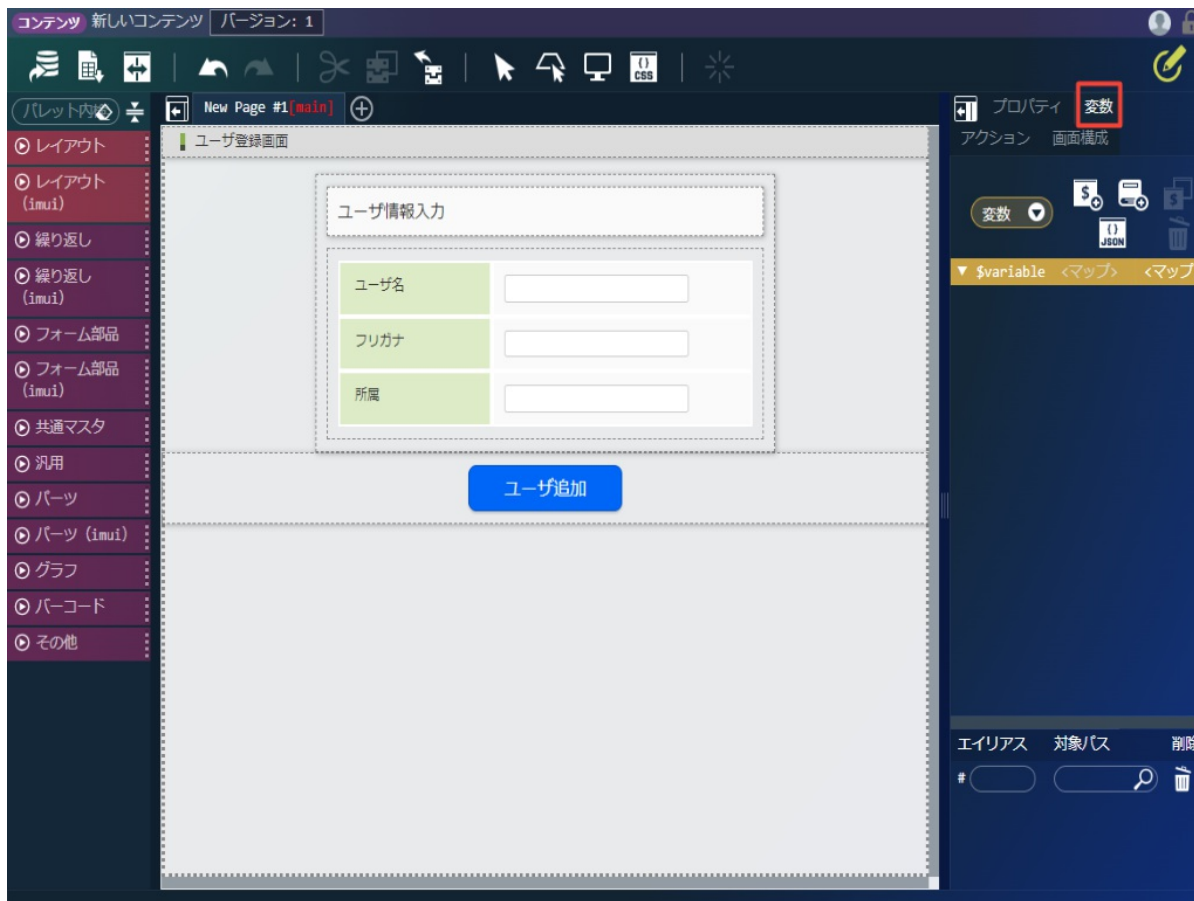 コンテンツ 新しいコンテンツ バージョン: 1
{} CSS
パレット内検
New Page #1[main]
プロパティ 変数
アクション 画面構成
レイアウト
レイアウト
(imui)
繰り返し
繰り返し
(imui)
フォーム部品
フォーム部品
(imui)
共通マスタ
汎用
パーツ
パーツ (imui)
グラフ
バーコード
その他
ユーザ登録画面
ユーザ情報入力
ユーザ名
フリガナ
所属
ユーザ追加
変数
$
$
{} JSON
▼ $variable <マップ> <マップ
エイリアス 対象パス 削除
#